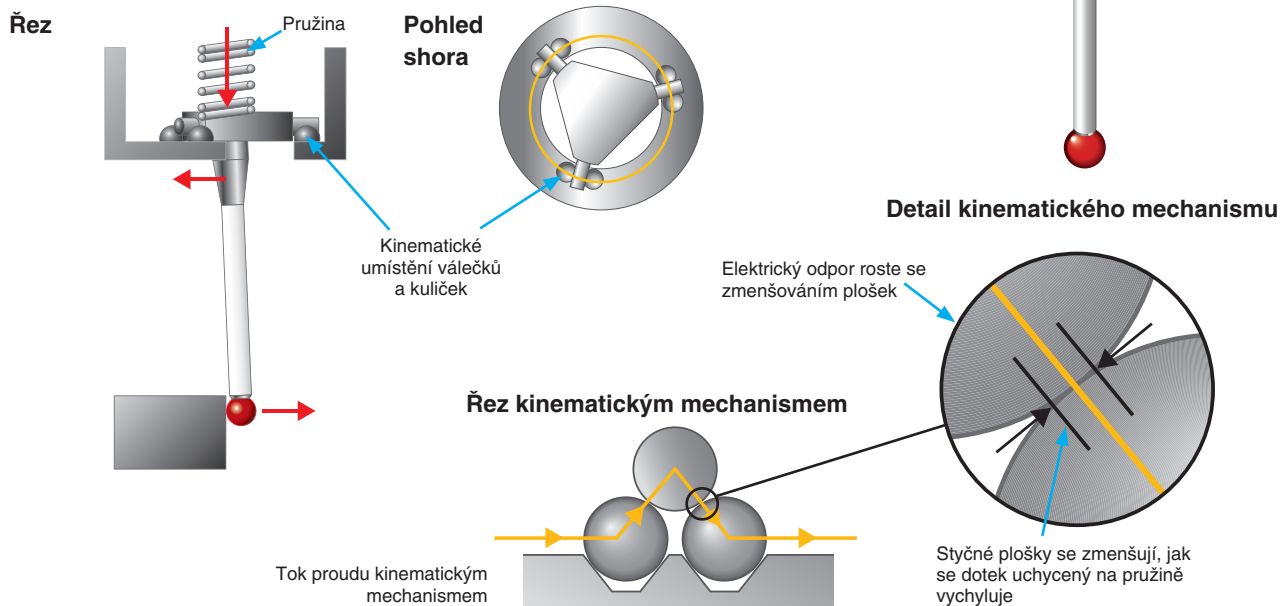 Řez
Pružina
Pohled
shora
Kinematické
umístění válečků
a kuliček
Detail kinematického mechanismu
Elektrický odpor roste se
zmenšováním plošek
Řez kinematickým mechanismem
Tok proudu kinematickým
mechanismem
Styčné plošky se zmenšují, jak
se dotek uchycený na pružině
vychyluje